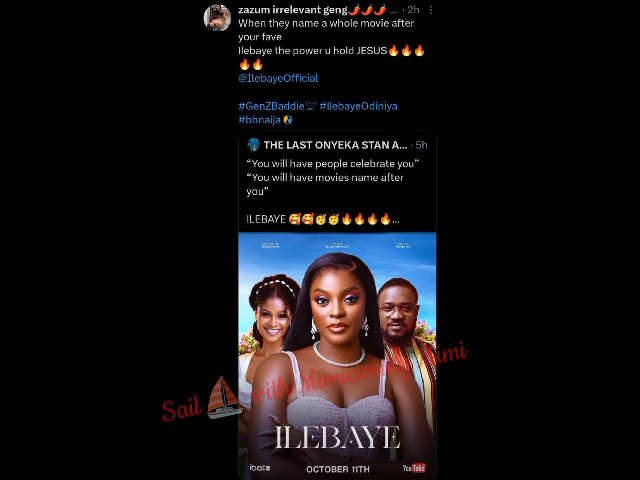 zazum irrelevant geng🌶️🌶️🌶️ ... · 2h
When they name a whole movie after
your fave
Ilebaye the power u hold JESUS🔥🔥🔥
🔥🔥
@IlebayeOfficial
#GenZBaddie #IlebayeOdiniya
#bbnaija
THE LAST ONYEKA STAN A... · 5h
“You will have people celebrate you”
“You will have movies name after
you”
ILEBAYE 🥰🥰🥳🥳🔥🔥🔥🔥...
Sail with
ILEBAYE
ibaté OCTOBER 11TH YouTube